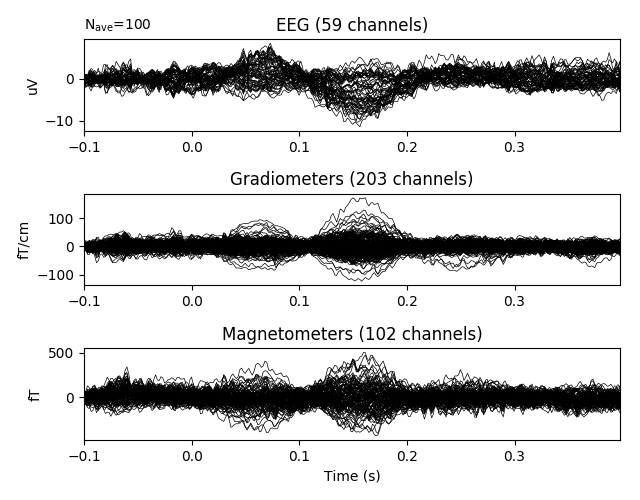 N_ave=100
EEG (59 channels)
uV
0
−10
−0.1 0.0 0.1 0.2 0.3
Gradiometers (203 channels)
fT/cm
100
0
−100
−0.1 0.0 0.1 0.2 0.3
Magnetometers (102 channels)
fT
500
0
−0.1 0.0 0.1 0.2 0.3
Time (s)